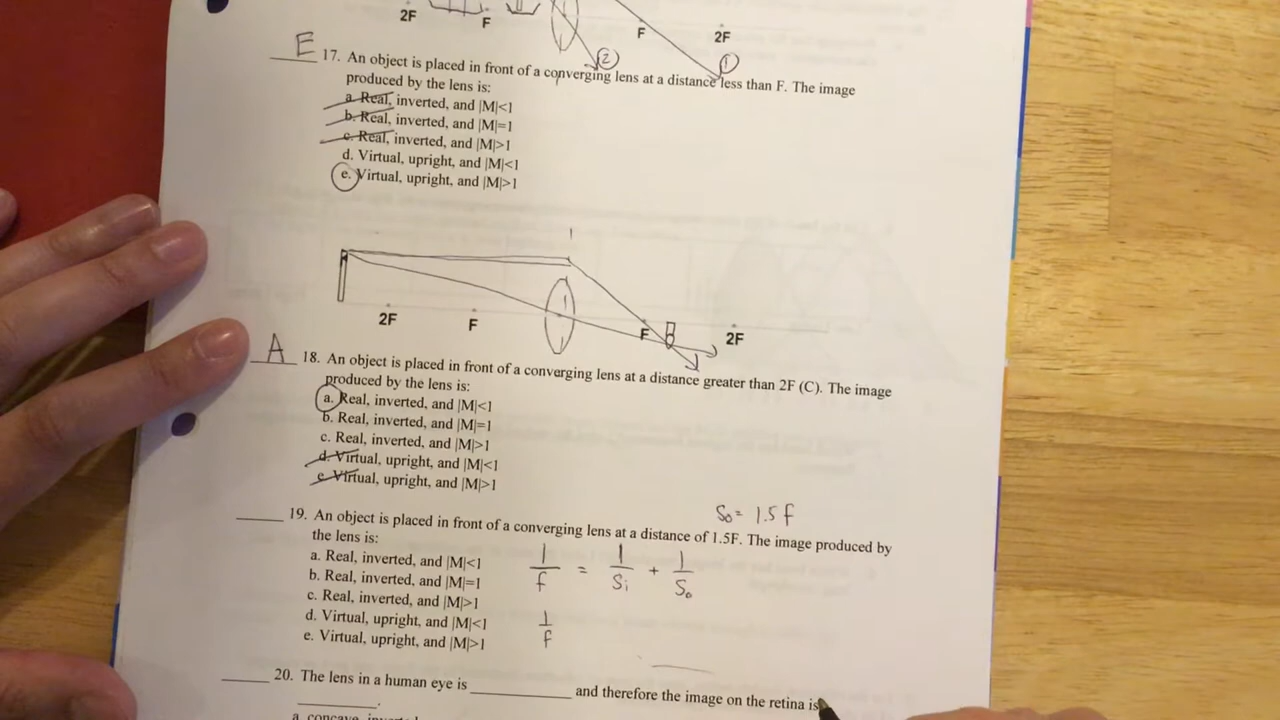 2F F F 2F
② ①
E 17. An object is placed in front of a converging lens at a distance less than F. The image
produced by the lens is:
a. Real, inverted, and |M|<1
b. Real, inverted, and |M|=1
c. Real, inverted, and |M|>1
d. Virtual, upright, and |M|<1
e. Virtual, upright, and |M|>1
2F F F 2F
A 18. An object is placed in front of a converging lens at a distance greater than 2F (C). The image
produced by the lens is:
a. Real, inverted, and |M|<1
b. Real, inverted, and |M|=1
c. Real, inverted, and |M|>1
d. Virtual, upright, and |M|<1
e. Virtual, upright, and |M|>1
So = 1.5f
19. An object is placed in front of a converging lens at a distance of 1.5F. The image produced by
the lens is:
a. Real, inverted, and |M|<1
b. Real, inverted, and |M|=1
c. Real, inverted, and |M|>1
d. Virtual, upright, and |M|<1
e. Virtual, upright, and |M|>1
1/f = 1/Si + 1/So
1/f
20. The lens in a human eye is __________ and therefore the image on the retina is
________.
a. concave, inverted